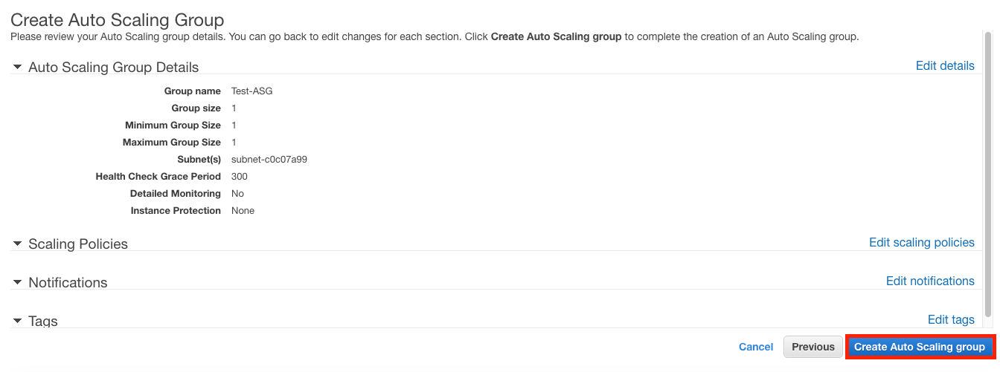 Create Auto Scaling Group
Please review your Auto Scaling group details. You can go back to edit changes for each section. Click Create Auto Scaling group to complete the creation of an Auto Scaling group.
Auto Scaling Group Details Edit details
Group name Test-ASG
Group size 1
Minimum Group Size 1
Maximum Group Size 1
Subnet(s) subnet-c0c07a99
Health Check Grace Period 300
Detailed Monitoring No
Instance Protection None
Scaling Policies Edit scaling policies
Notifications Edit notifications
Tags Edit tags
Cancel Previous Create Auto Scaling group